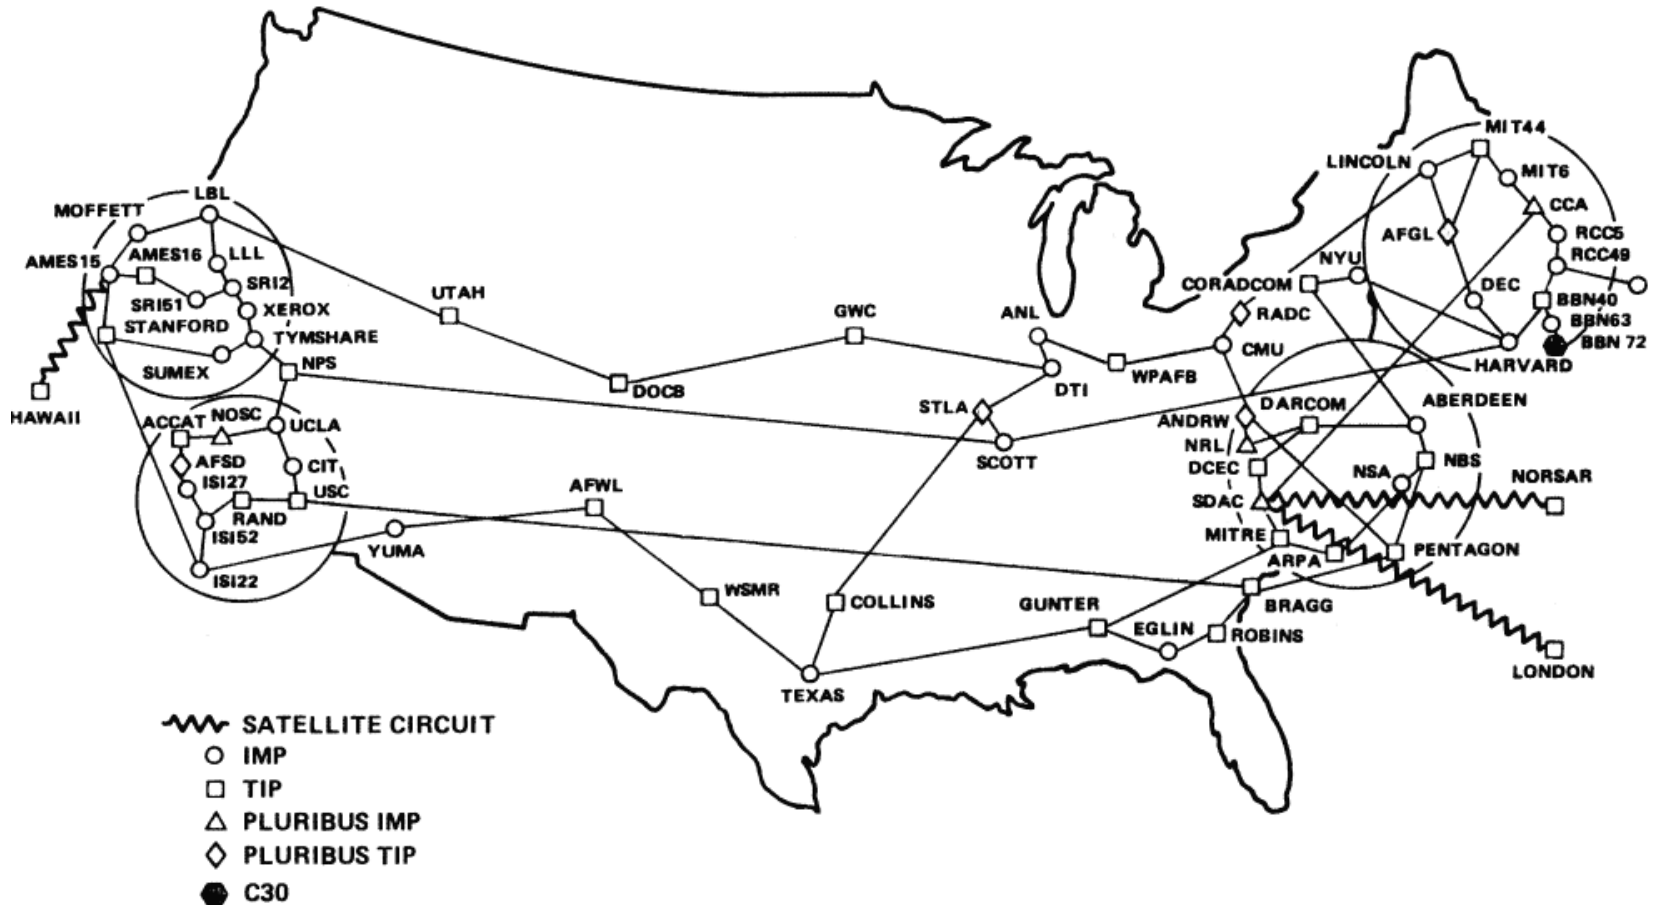 MIT44
LINCOLN
MIT6
LBL
CCA
MOFFETT
RCC5
AFGL
AMES16
LLL
RCC49
NYU
AMES15
SRI2
CORADCOM
DEC
UTAH
SRI51
XEROX
BBN40
GWC
ANL
RADC
STANFORD
BBN63
TYMSHARE
BBN 72
CMU
NPS
HARVARD
SUMEX
WPAFB
DOCB
DTI
HAWAII
ABERDEEN
DARCOM
STLA
ACCAT
NOSC
ANDRW
UCLA
NRL
SCOTT
NBS
AFSD
CIT
DCEC
NSA
NORSAR
ISI27
AFWL
USC
SDAC
RAND
ISI52
MITRE
YUMA
PENTAGON
ARPA
ISI22
WSMR
COLLINS
GUNTER
BRAGG
EGLIN
ROBINS
LONDON
TEXAS
SATELLITE CIRCUIT
IMP
TIP
PLURIBUS IMP
PLURIBUS TIP
C30